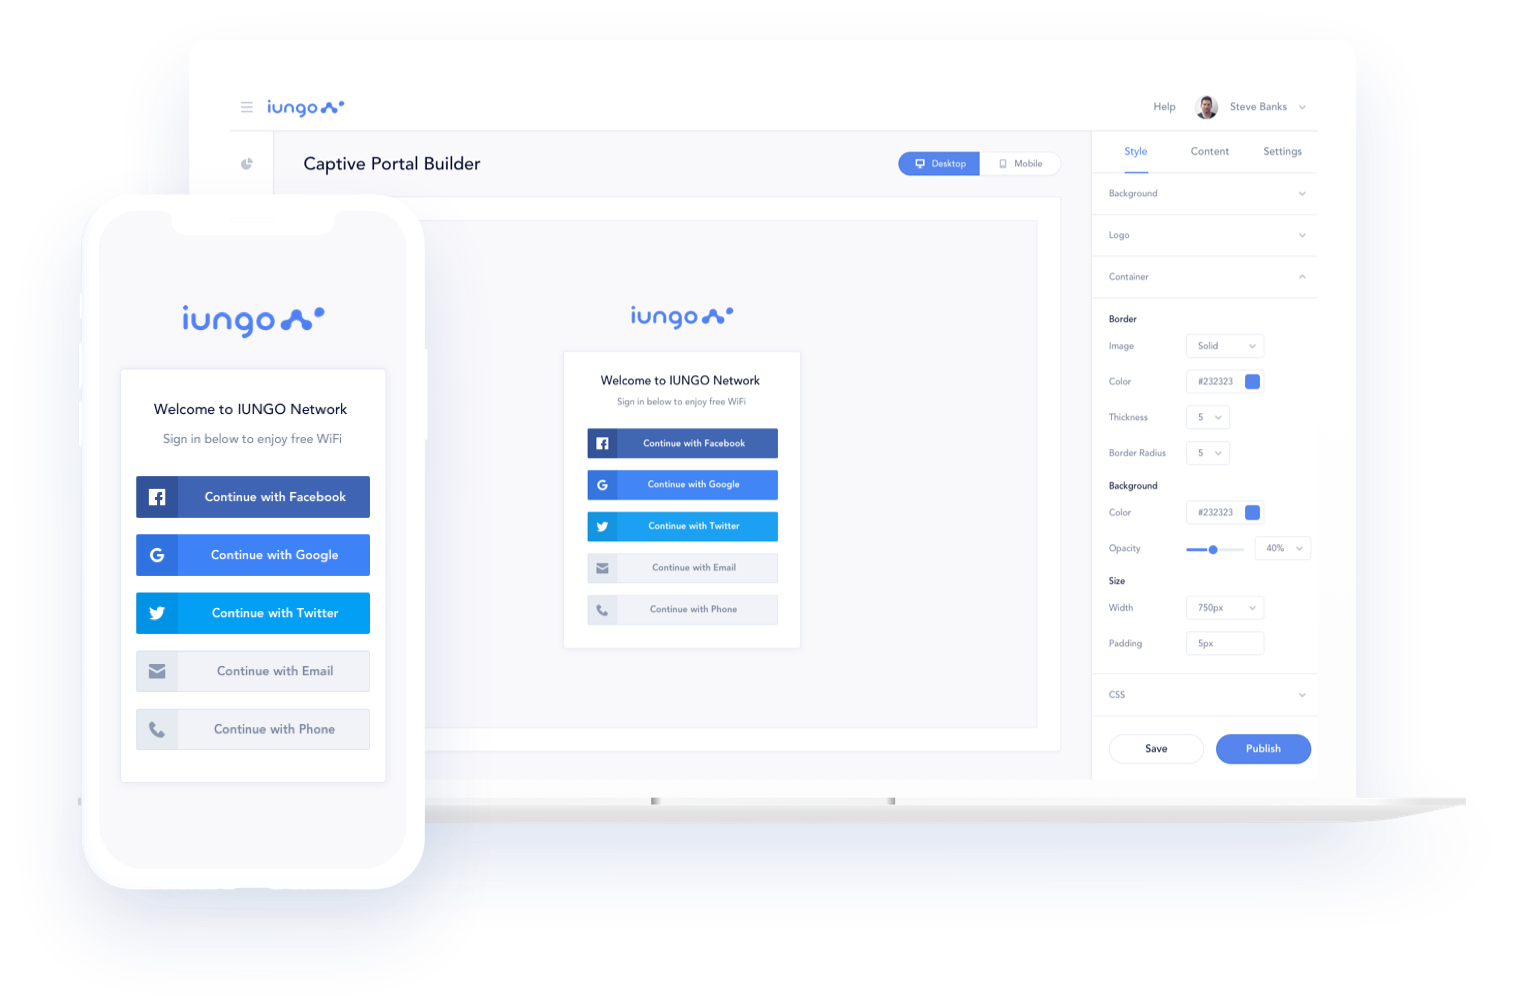 iungo
Help
Steve Banks
Captive Portal Builder
Desktop
Mobile
Style
Content
Settings
Background
Logo
Container
Border
Image
Solid
Color
#232323
Thickness
5
Border Radius
5
Background
Color
#232323
Opacity
40%
Size
Width
750px
Padding
5px
CSS
Save
Publish
iungo
Welcome to IUNGO Network
Sign in below to enjoy free WiFi
Continue with Facebook
Continue with Google
Continue with Twitter
Continue with Email
Continue with Phone
iungo
Welcome to IUNGO Network
Sign in below to enjoy free WiFi
Continue with Facebook
Continue with Google
Continue with Twitter
Continue with Email
Continue with Phone